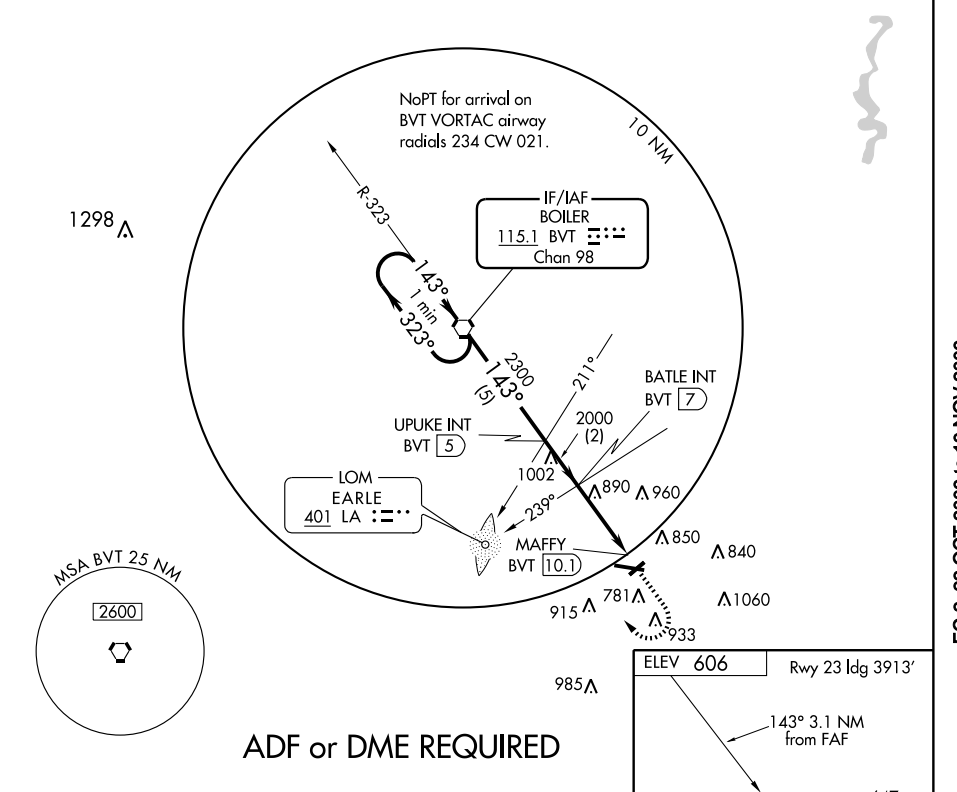 NoPT for arrival on
BVT VORTAC airway
radials 234 CW 021.
10 NM
R-323
1298
IF/IAF
BOILER
115.1 BVT
Chan 98
143°
1 min
323°
2300
143°
(5)
211°
BATLE INT
BVT 7
UPUKE INT
BVT 5
2000
(2)
1002
LOM
EARLE
401 LA
239°
890
960
MAFFY
BVT 10.1
850
840
781
915
1060
933
MSA BVT 25 NM
2600
985
ELEV 606
Rwy 23 ldg 3913'
143° 3.1 NM
from FAF
ADF or DME REQUIRED